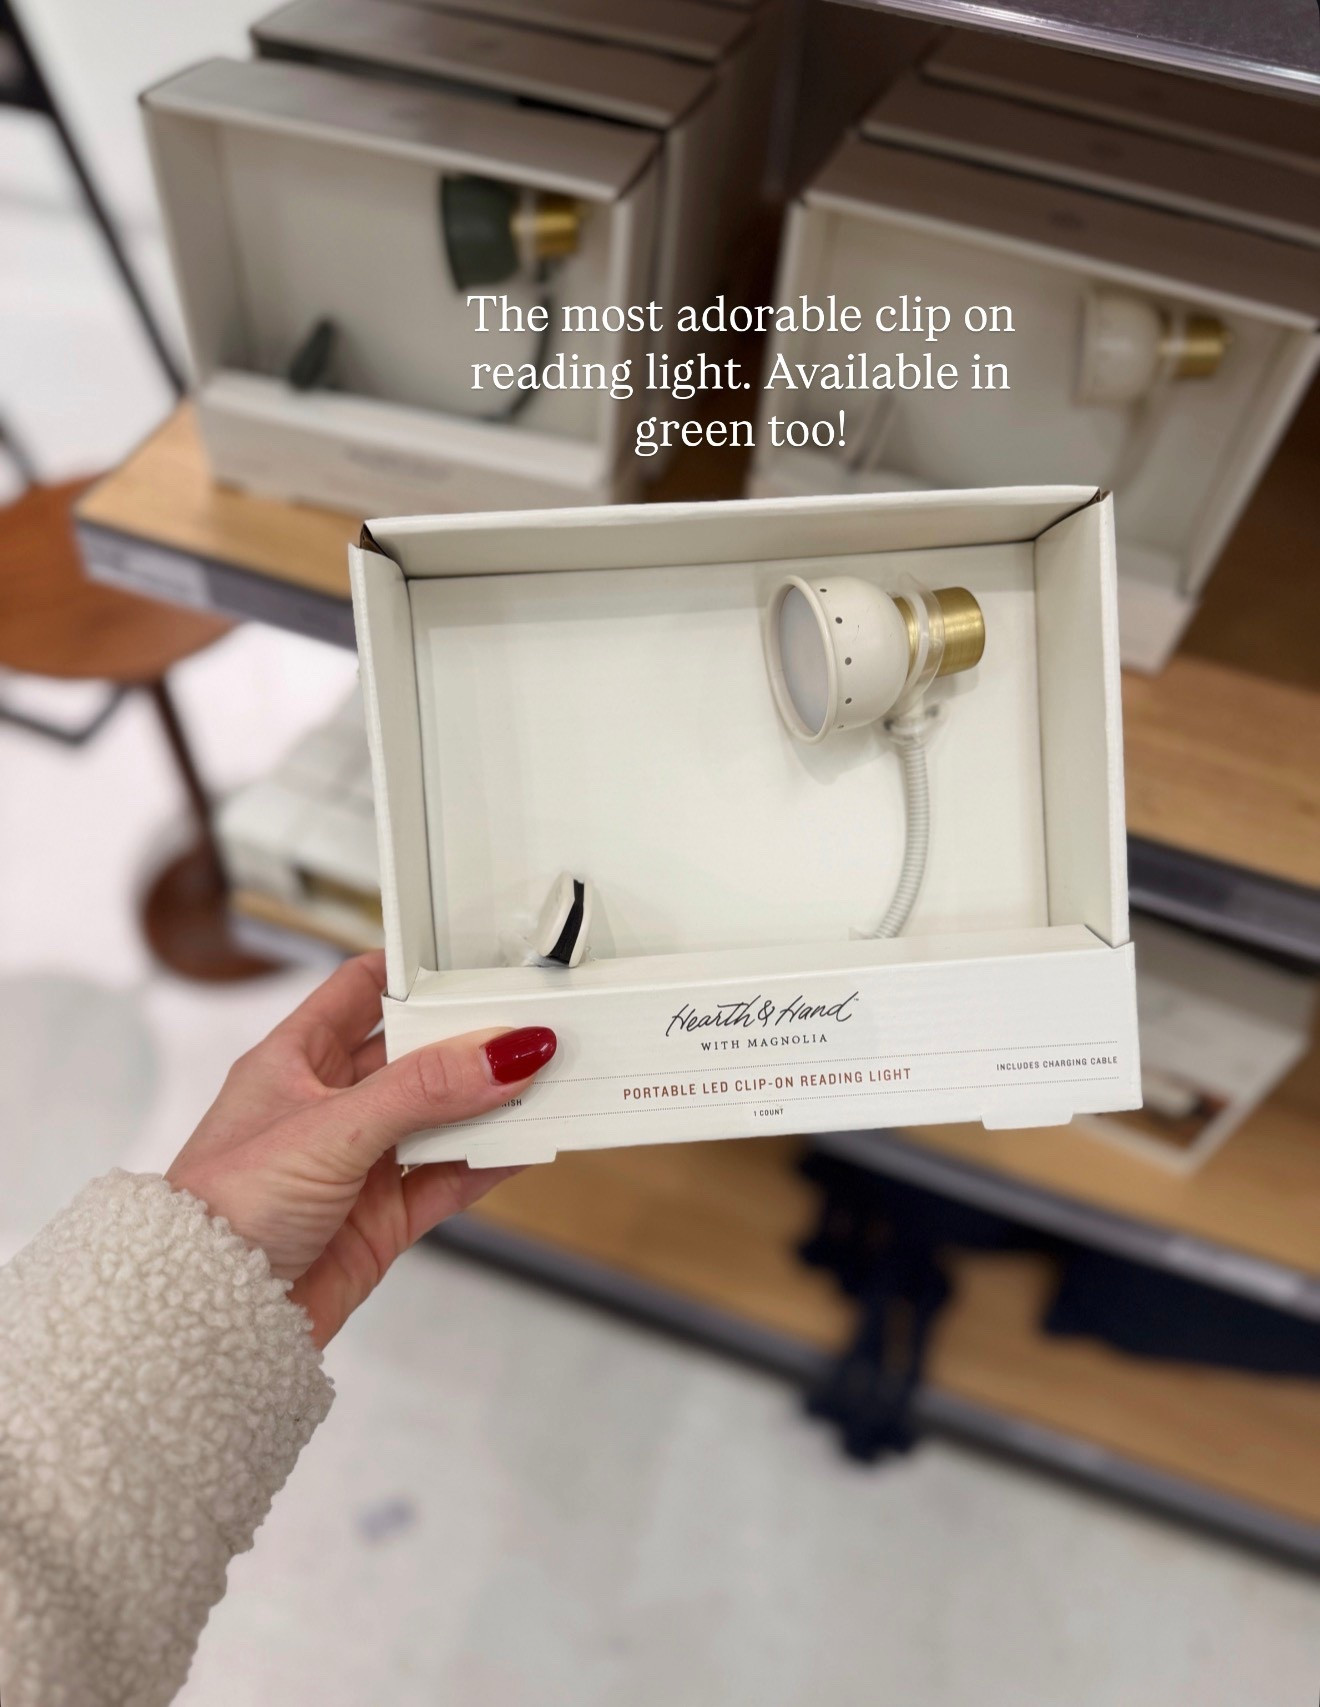 The most adorable clip on
reading light. Available in
green too!
Hearth & Hand
WITH MAGNOLIA
PORTABLE LED CLIP-ON READING LIGHT
INCLUDES CHARGING CABLE
1 COUNT